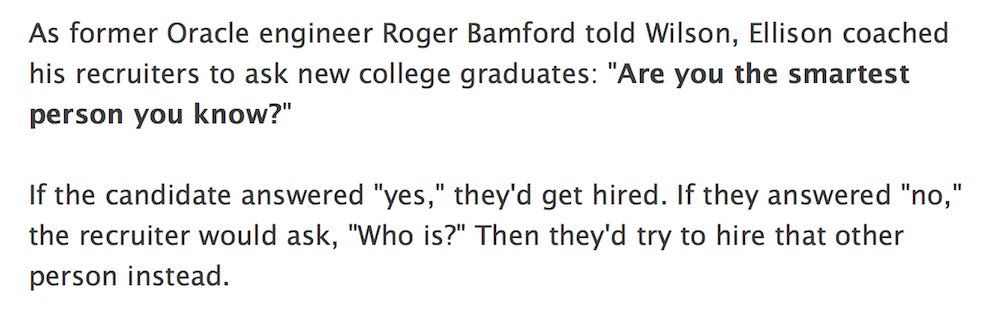 As former Oracle engineer Roger Bamford told Wilson, Ellison coached
his recruiters to ask new college graduates: "Are you the smartest
person you know?"
If the candidate answered "yes," they'd get hired. If they answered "no,"
the recruiter would ask, "Who is?" Then they'd try to hire that other
person instead.